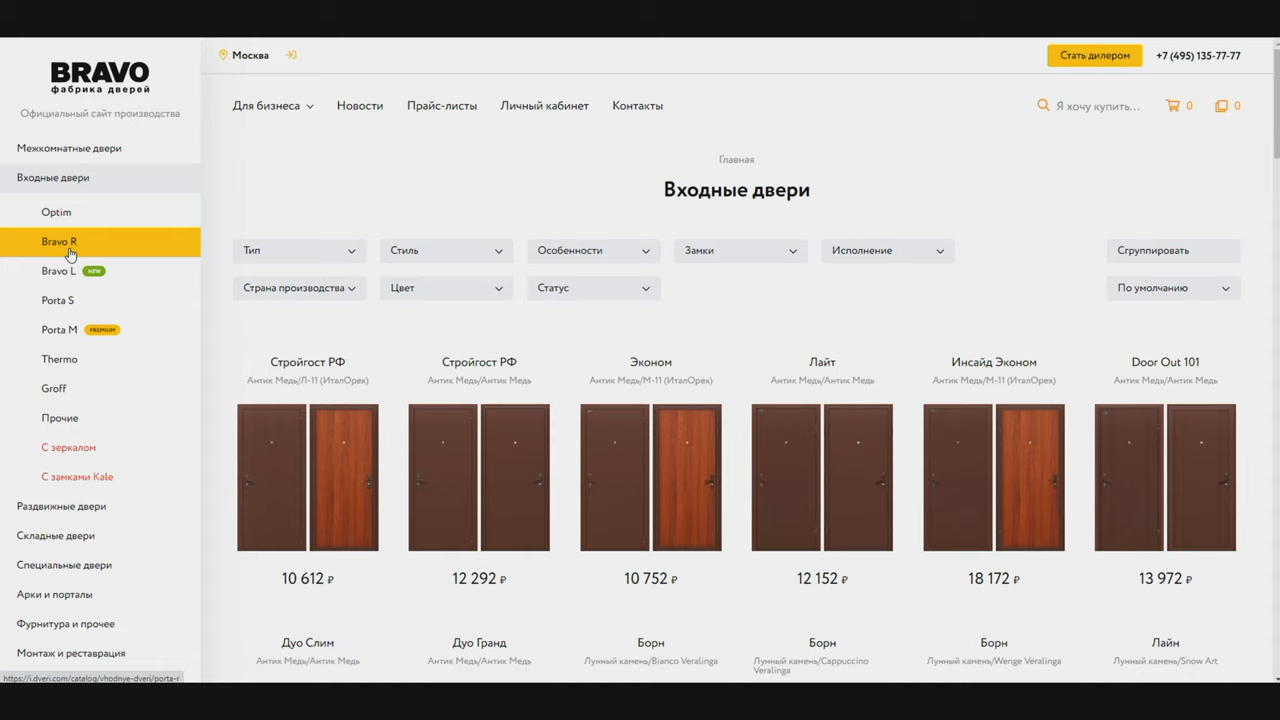 BRAVO
фабрика дверей
Официальный сайт производства
Межкомнатные двери
Входные двери
Optim
Bravo R
Bravo L NEW
Porta S
Porta M PREMIUM
Thermo
Groff
Прочие
С зеркалом
С замками Kale
Раздвижные двери
Складные двери
Специальные двери
Арки и порталы
Фурнитура и прочее
Монтаж и реставрация
https://i.dveri.com/catalog/vhodnye-dveri/porta-r
Москва
Стать дилером
+7 (495) 135-77-77
Для бизнеса
Новости
Прайс-листы
Личный кабинет
Контакты
Я хочу купить...
0
0
Главная
Входные двери
Тип
Стиль
Особенности
Замки
Исполнение
Сгруппировать
Страна производства
Цвет
Статус
По умолчанию
Стройгост РФ
Антик Медь/Л-11 (ИталОрех)
10 612 ₽
Стройгост РФ
Антик Медь/Антик Медь
12 292 ₽
Эконом
Антик Медь/М-11 (ИталОрех)
10 752 ₽
Лайт
Антик Медь/Антик Медь
12 152 ₽
Инсайд Эконом
Антик Медь/М-11 (ИталОрех)
18 172 ₽
Door Out 101
Антик Медь/Антик Медь
13 972 ₽
Дуо Слим
Антик Медь/Антик Медь
Дуо Гранд
Антик Медь/Антик Медь
Борн
Лунный камень/Bianco Veralinga
Борн
Лунный камень/Cappuccino
Veralinga
Борн
Лунный камень/Wenge Veralinga
Лайн
Лунный камень/Snow Art